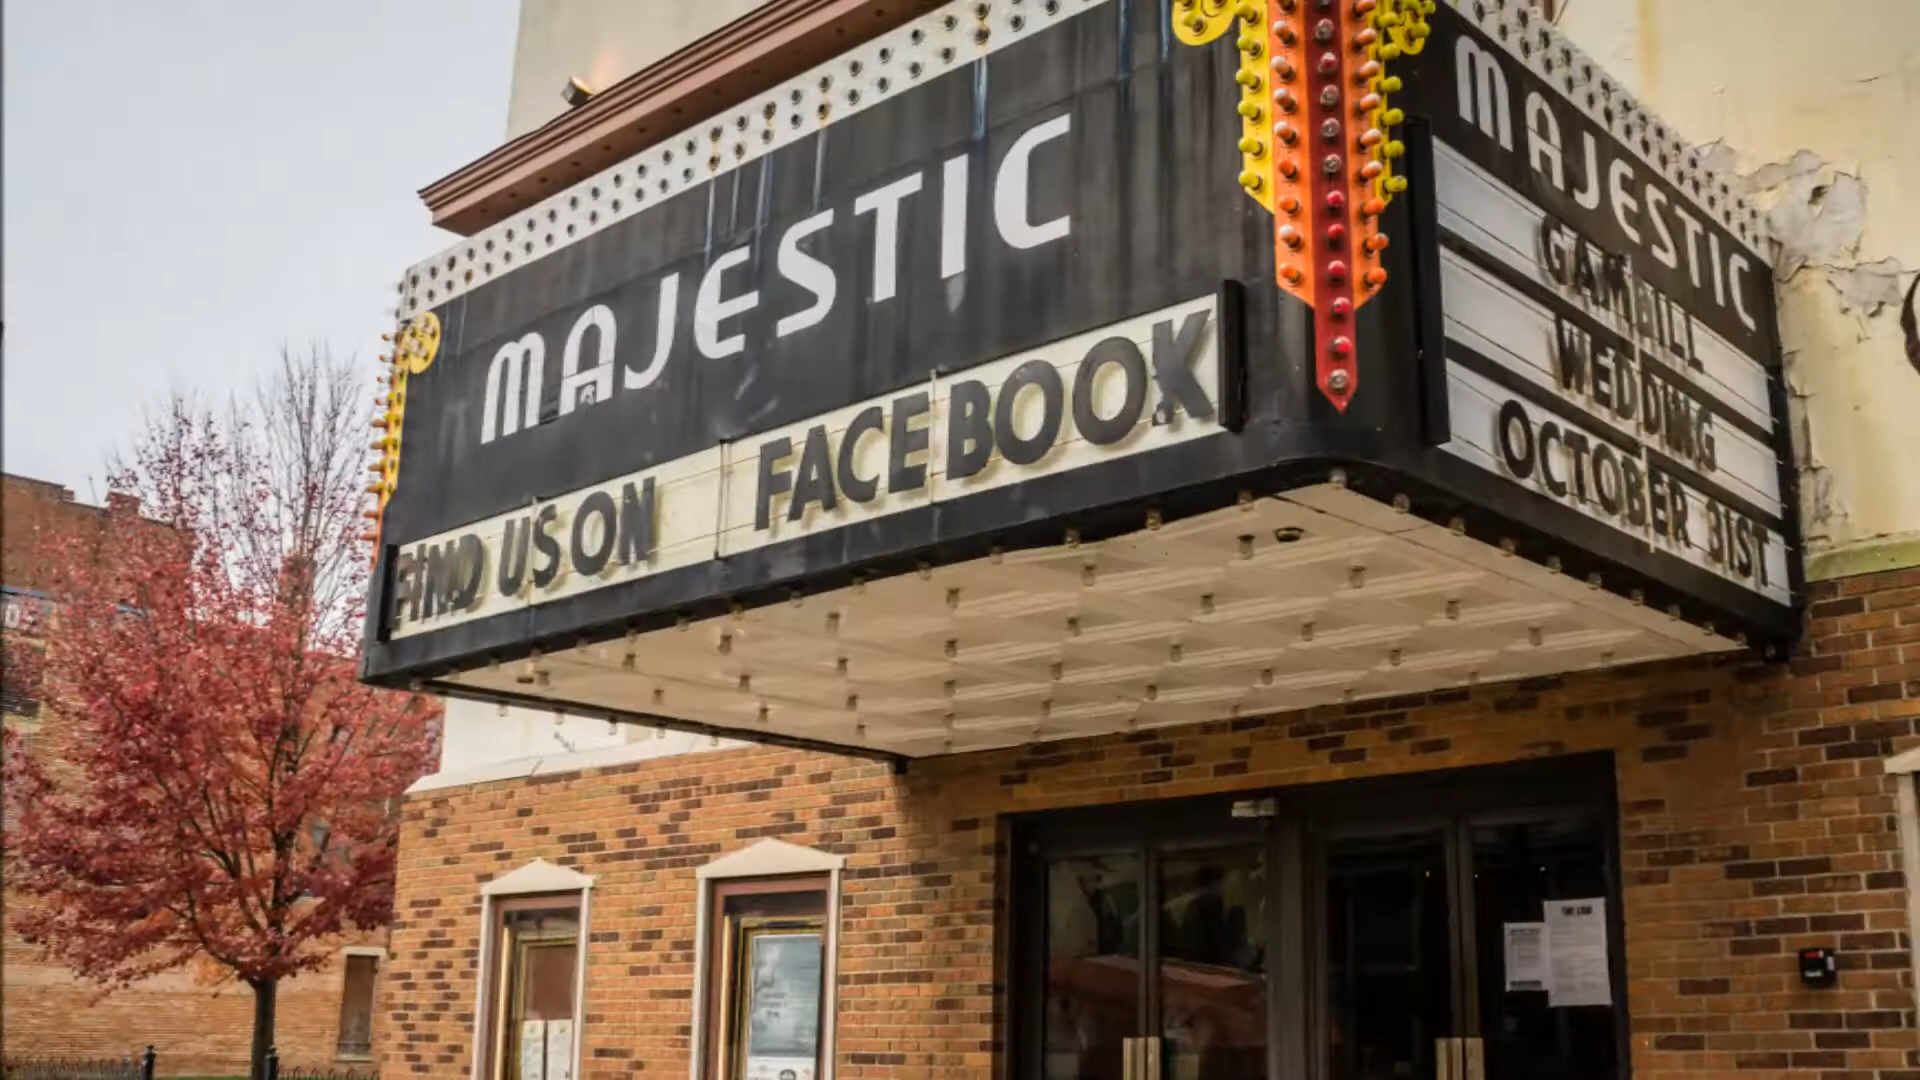 MAJESTIC
FIND US ON FACEBOOK
MAJESTIC
GAMBILL
WEDDING
OCTOBER 31ST